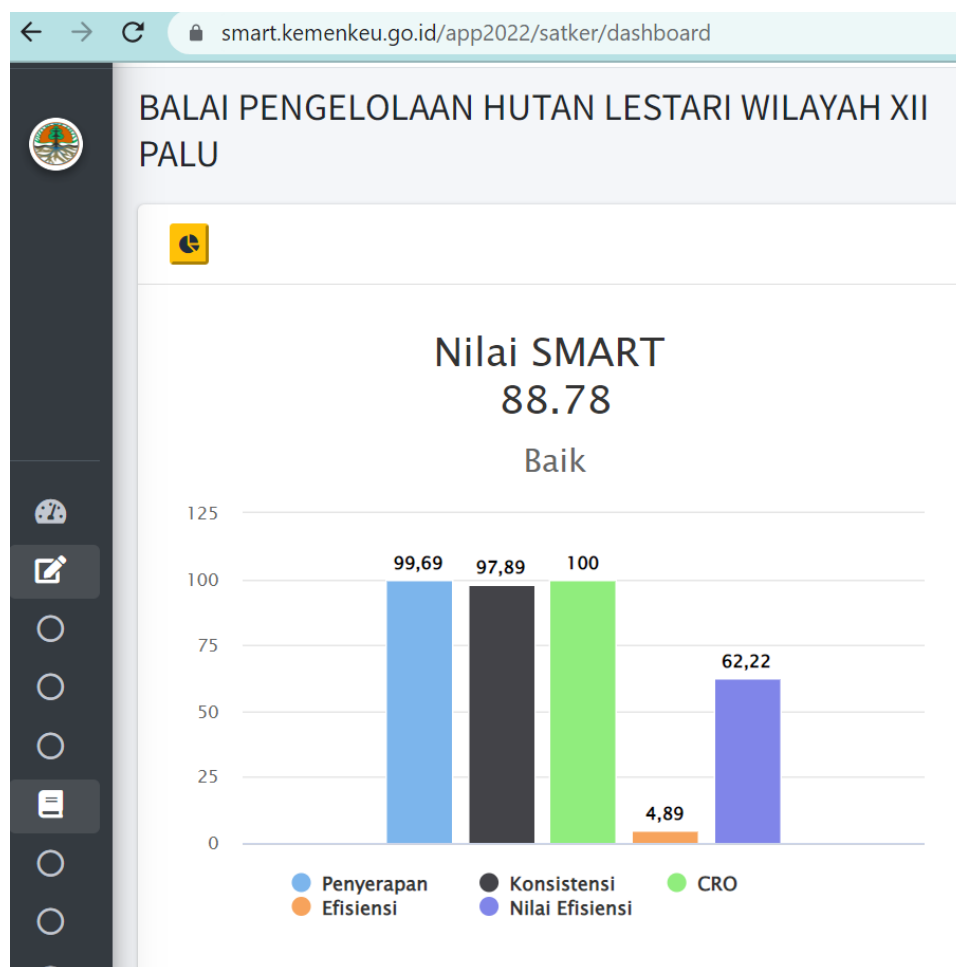 smart.kemenkeu.go.id/app2022/satker/dashboard
BALAI PENGELOLAAN HUTAN LESTARI WILAYAH XII
PALU
Nilai SMART
88.78
Baik
125
100
75
50
25
0
99,69
97,89
100
4,89
62,22
Penyerapan
Konsistensi
CRO
Efisiensi
Nilai Efisiensi